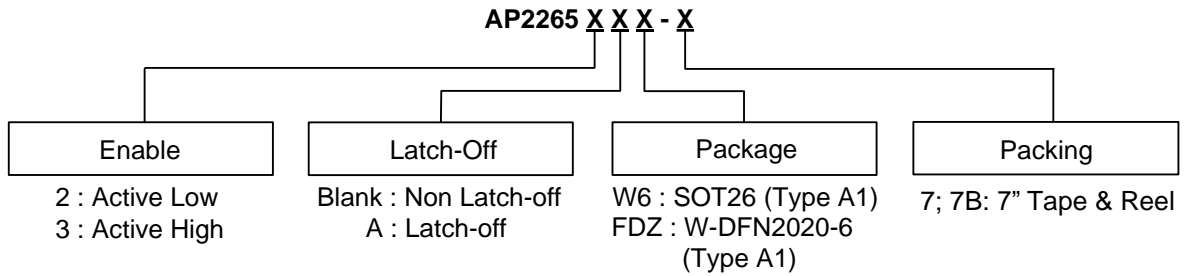 AP2265 X X X - X
Enable
Latch-Off
Package
Packing
2 : Active Low
3 : Active High
Blank : Non Latch-off
A : Latch-off
W6 : SOT26 (Type A1)
FDZ : W-DFN2020-6
(Type A1)
7; 7B: 7” Tape & Reel